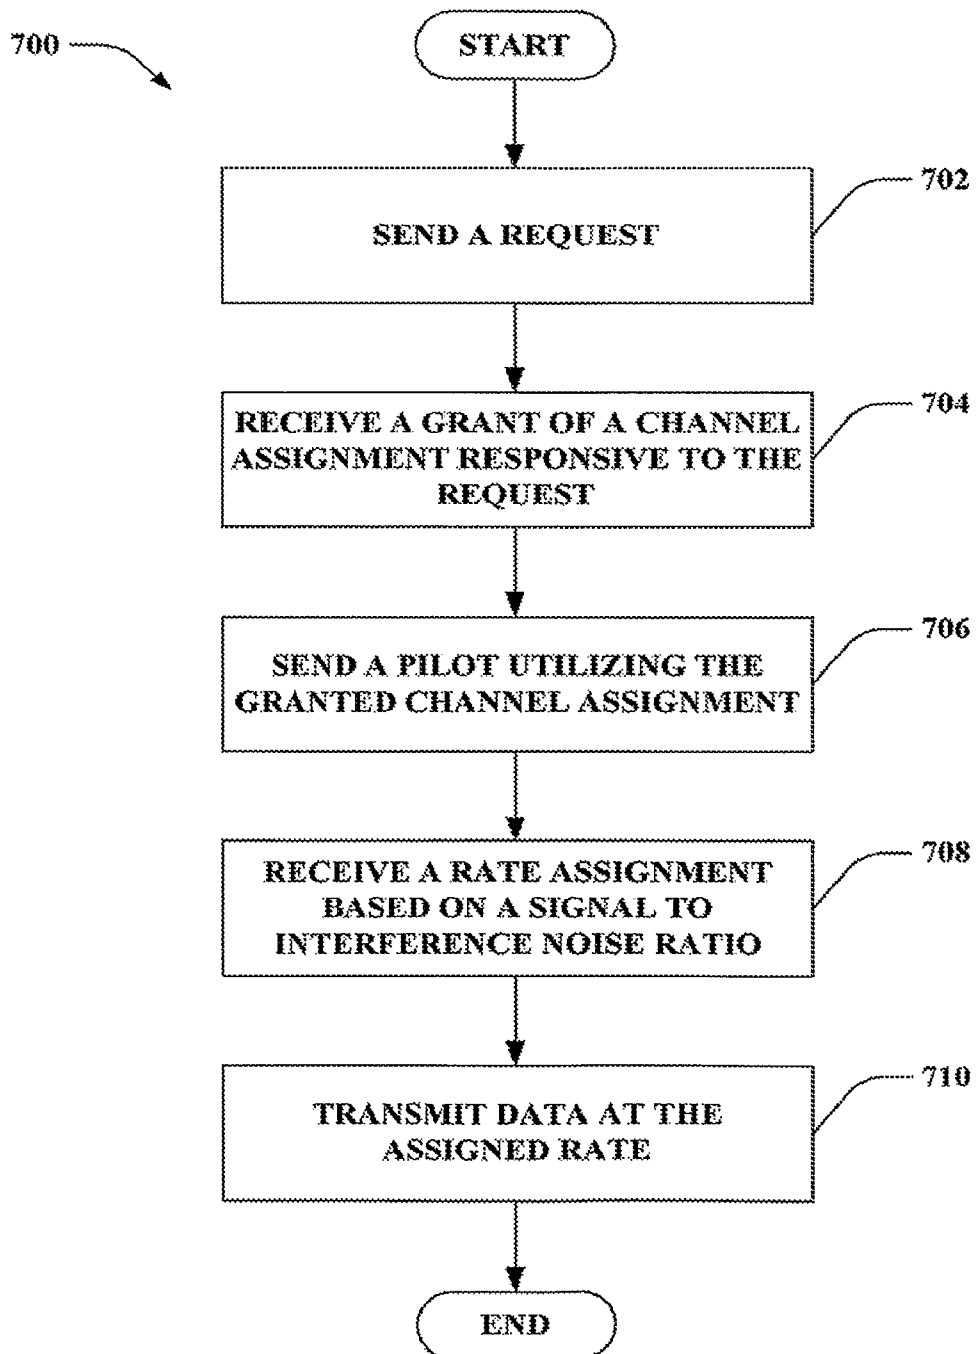 700
START
702
SEND A REQUEST
704
RECEIVE A GRANT OF A CHANNEL
ASSIGNMENT RESPONSIVE TO THE
REQUEST
706
SEND A PILOT UTILIZING THE
GRANTED CHANNEL ASSIGNMENT
708
RECEIVE A RATE ASSIGNMENT
BASED ON A SIGNAL TO
INTERFERENCE NOISE RATIO
710
TRANSMIT DATA AT THE
ASSIGNED RATE
END